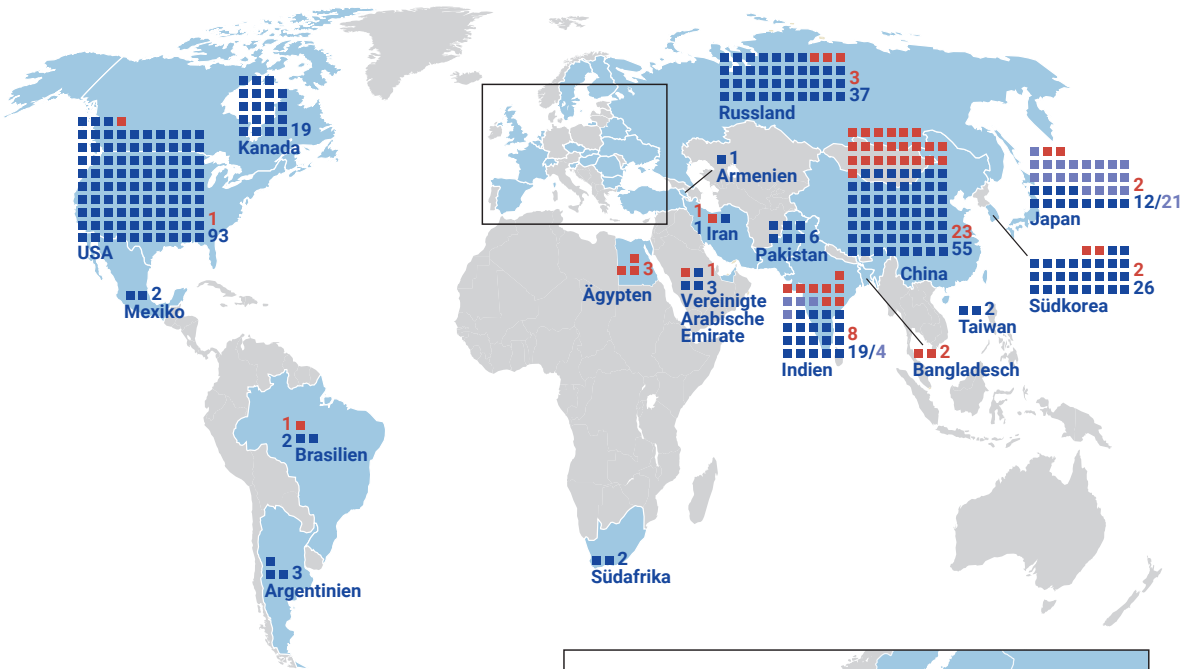 3
37
Russland
19
Kanada
1
93
USA
1
Armenien
2
12/21
Japan
1
1
Iran
6
Pakistan
23
55
China
2
26
Südkorea
2
Mexiko
3
Ägypten
1
3
Vereinigte
Arabische
Emirate
8
19/4
Indien
2
Taiwan
2
Bangladesch
1
2
Brasilien
2
Südafrika
3
Argentinien